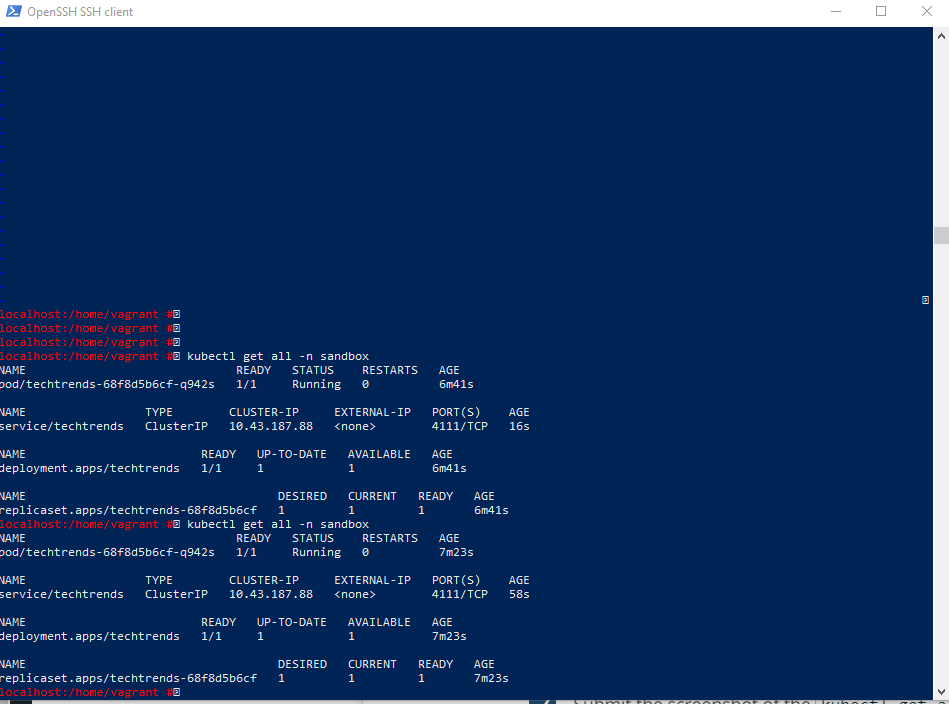 OpenSSH SSH client
localhost:/home/vagrant #
localhost:/home/vagrant #
localhost:/home/vagrant #
localhost:/home/vagrant # kubectl get all -n sandbox
NAME READY STATUS RESTARTS AGE
pod/techtrends-68f8d5b6cf-q942s 1/1 Running 0 6m41s
NAME TYPE CLUSTER-IP EXTERNAL-IP PORT(S) AGE
service/techtrends ClusterIP 10.43.187.88 <none> 4111/TCP 16s
NAME READY UP-TO-DATE AVAILABLE AGE
deployment.apps/techtrends 1/1 1 1 6m41s
NAME DESIRED CURRENT READY AGE
replicaset.apps/techtrends-68f8d5b6cf 1 1 1 6m41s
localhost:/home/vagrant # kubectl get all -n sandbox
NAME READY STATUS RESTARTS AGE
pod/techtrends-68f8d5b6cf-q942s 1/1 Running 0 7m23s
NAME TYPE CLUSTER-IP EXTERNAL-IP PORT(S) AGE
service/techtrends ClusterIP 10.43.187.88 <none> 4111/TCP 58s
NAME READY UP-TO-DATE AVAILABLE AGE
deployment.apps/techtrends 1/1 1 1 7m23s
NAME DESIRED CURRENT READY AGE
replicaset.apps/techtrends-68f8d5b6cf 1 1 1 7m23s
localhost:/home/vagrant #
Submit the screenshot of the kubectl get